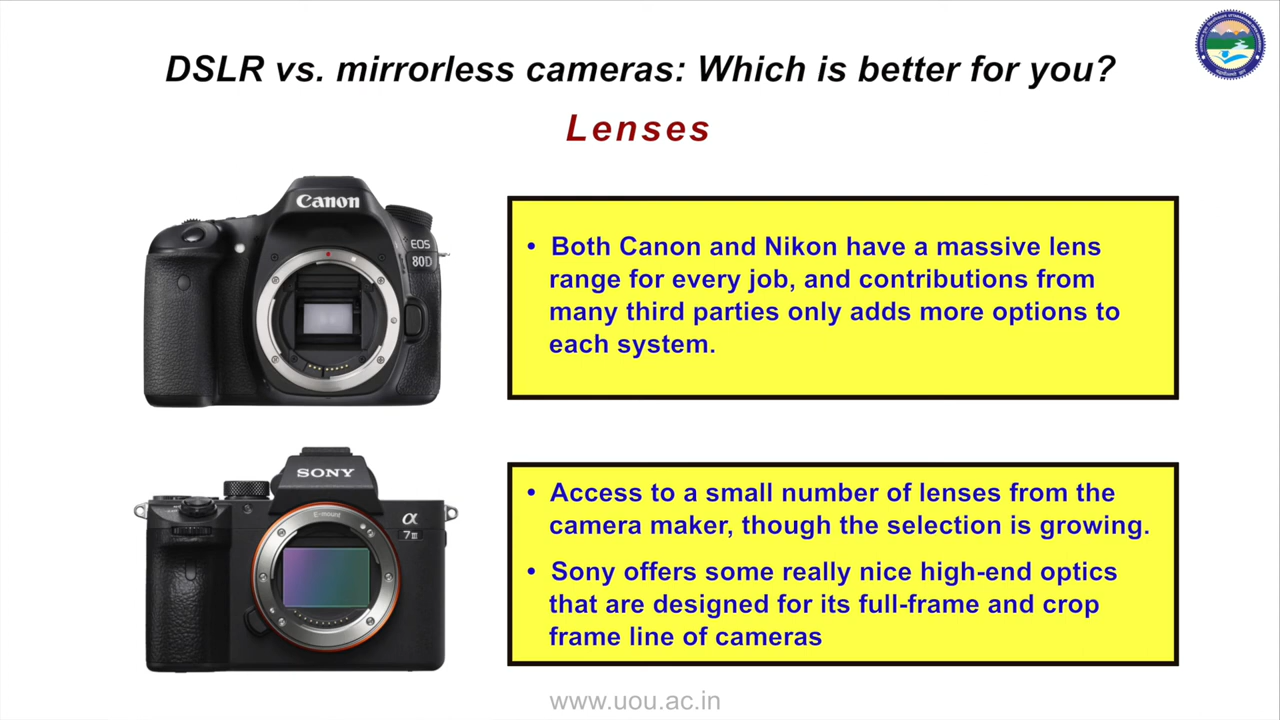 DSLR vs. mirrorless cameras: Which is better for you?
Lenses
Canon
EOS
80D
• Both Canon and Nikon have a massive lens
range for every job, and contributions from
many third parties only adds more options to
each system.
SONY
E-mount
α
7III
• Access to a small number of lenses from the
camera maker, though the selection is growing.
• Sony offers some really nice high-end optics
that are designed for its full-frame and crop
frame line of cameras
www.uou.ac.in